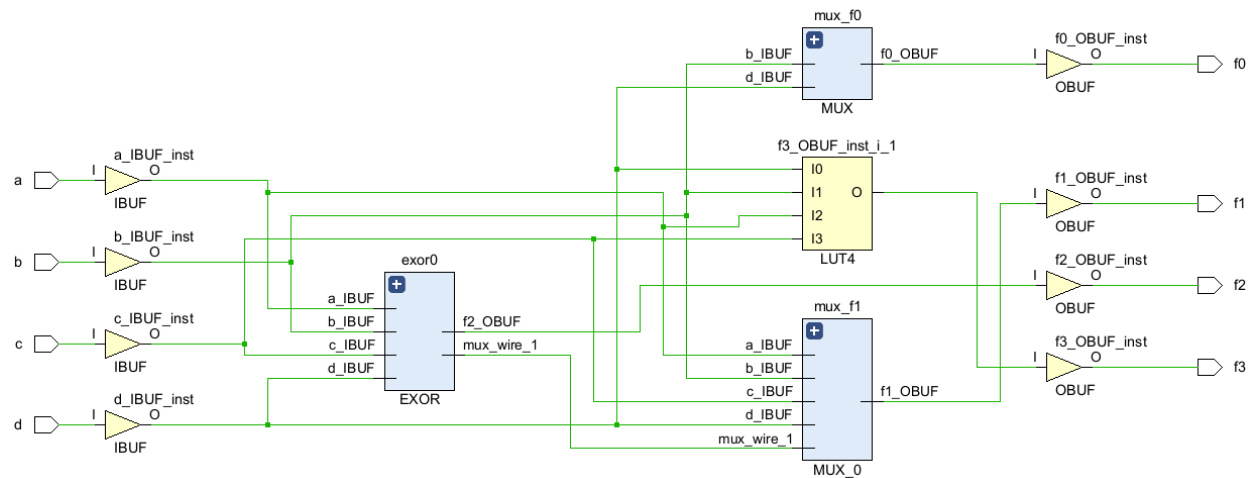 mux_f0
b_IBUF
d_IBUF
f0_OBUF
MUX
f0_OBUF_inst
I
O
OBUF
f0
a
I
a_IBUF_inst
O
IBUF
f3_OBUF_inst_i_1
I0
I1
I2
I3
O
LUT4
f1_OBUF_inst
I
O
OBUF
f1
b
I
b_IBUF_inst
O
IBUF
exor0
a_IBUF
b_IBUF
c_IBUF
d_IBUF
f2_OBUF
mux_wire_1
EXOR
f2_OBUF_inst
I
O
OBUF
f2
c
I
c_IBUF_inst
O
IBUF
mux_f1
a_IBUF
b_IBUF
c_IBUF
d_IBUF
mux_wire_1
f1_OBUF
MUX_0
f3_OBUF_inst
I
O
OBUF
f3
d
I
d_IBUF_inst
O
IBUF